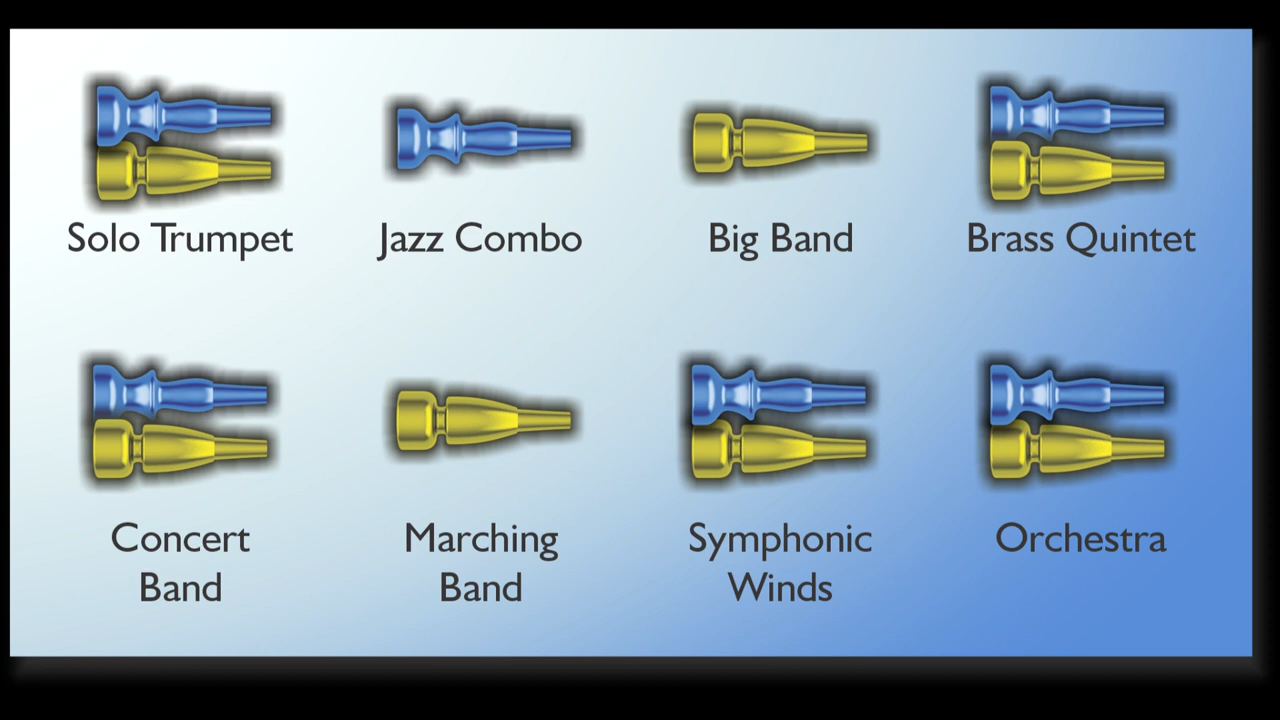 Solo Trumpet
Jazz Combo
Big Band
Brass Quintet
Concert
Band
Marching
Band
Symphonic
Winds
Orchestra